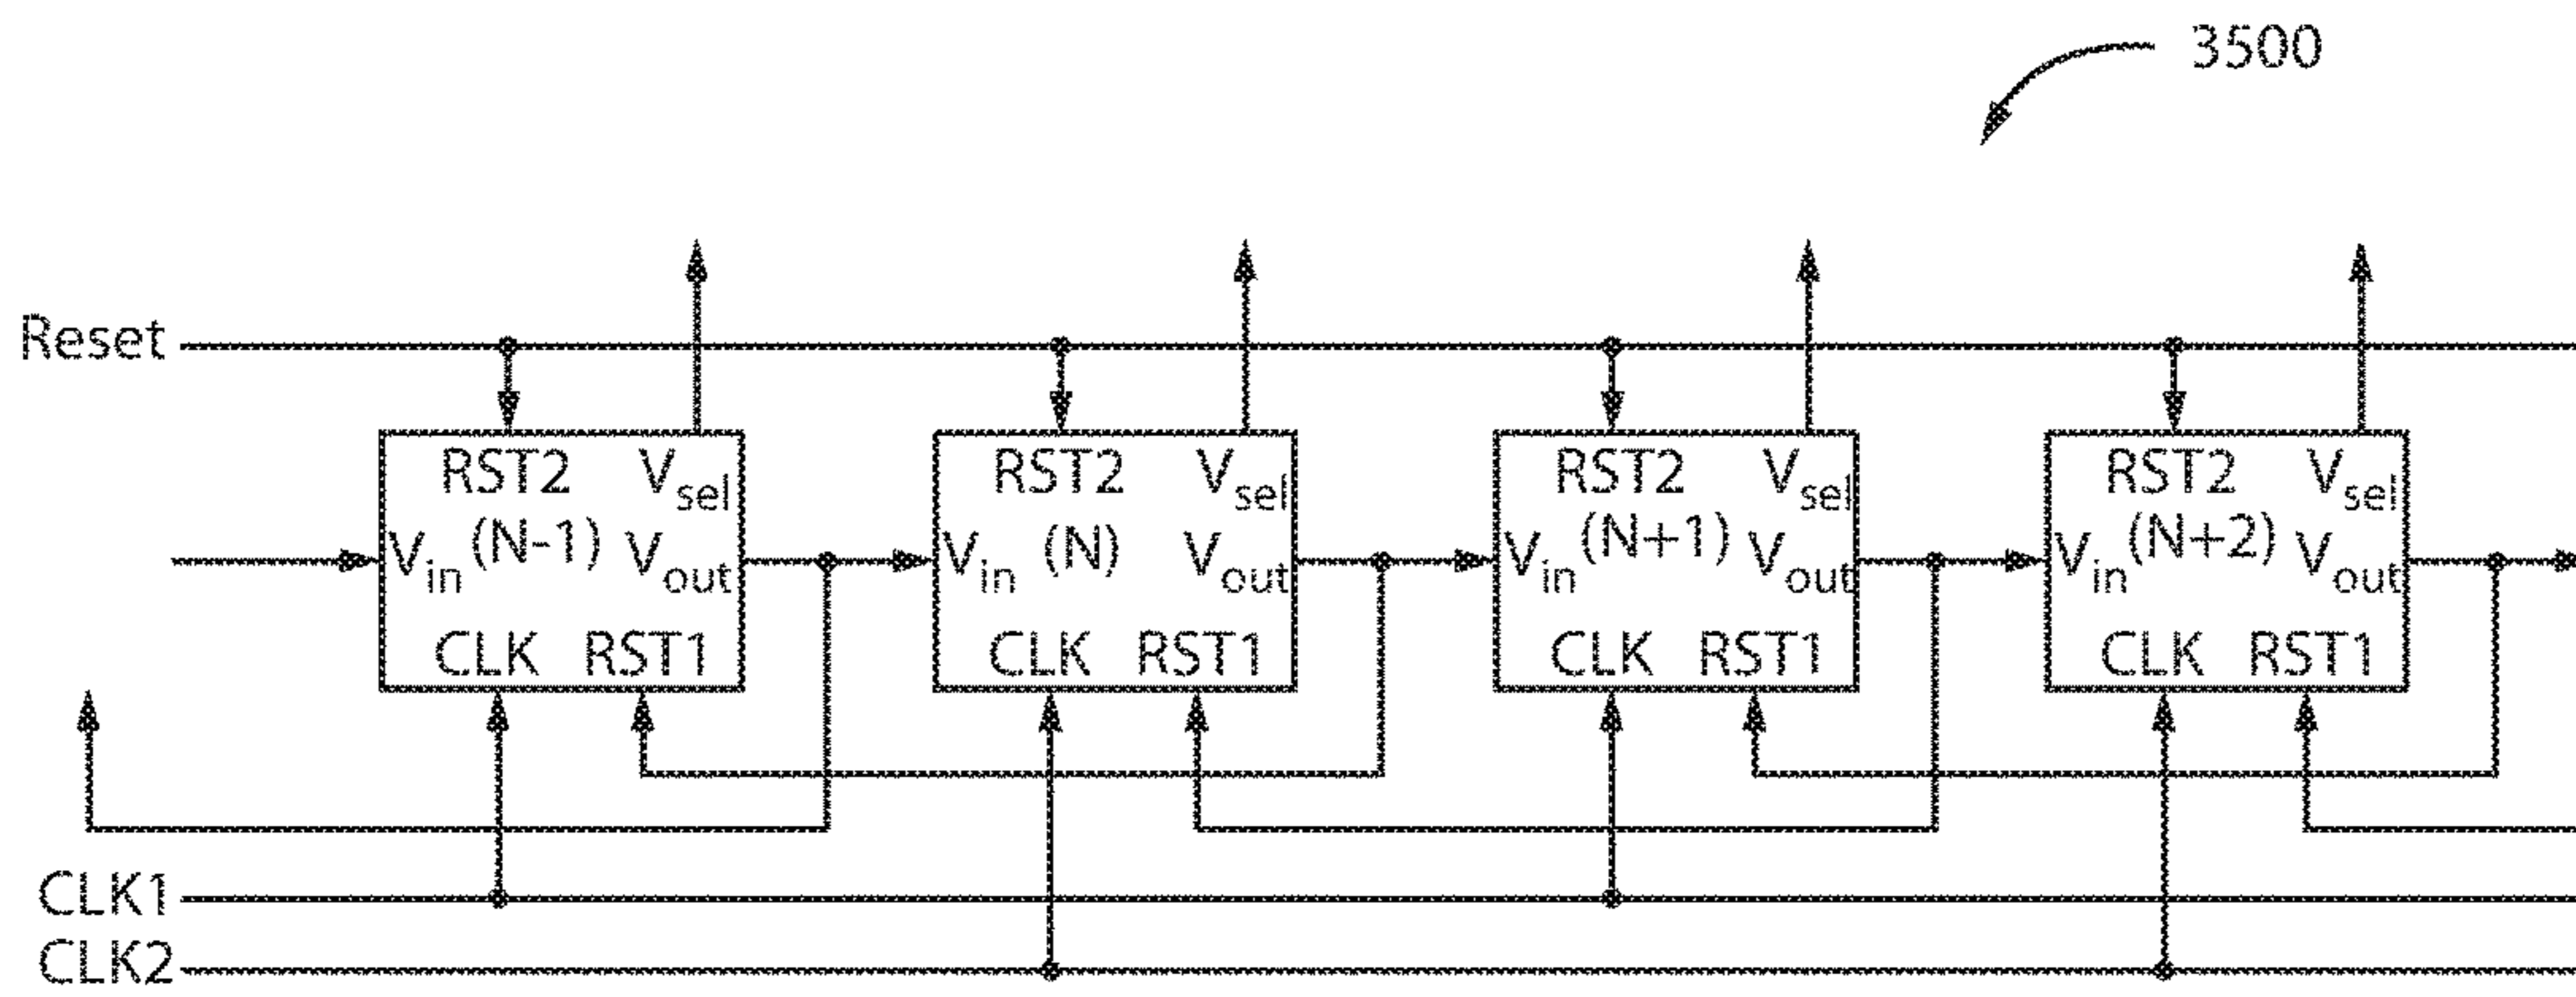 3500
Reset
RST2 Vsel
Vin (N-1) Vout
CLK RST1
RST2 Vsel
Vin (N) Vout
CLK RST1
RST2 Vsel
Vin (N+1) Vout
CLK RST1
RST2 Vsel
Vin (N+2) Vout
CLK RST1
CLK1
CLK2